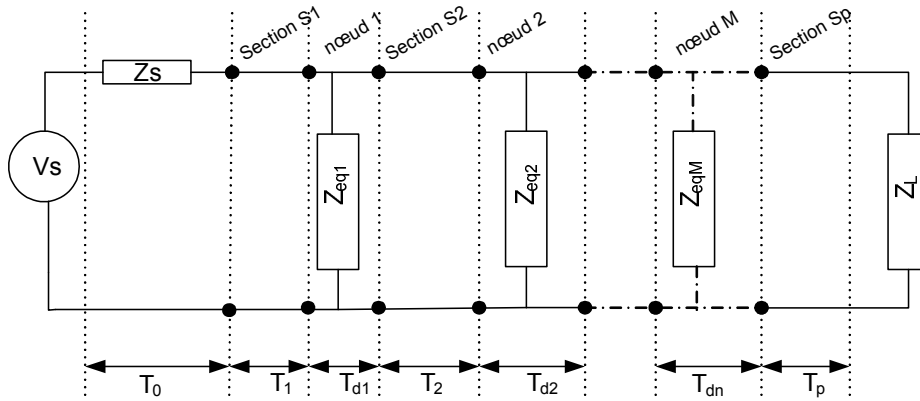 Section S1
nœud 1
Section S2
nœud 2
nœud M
Section Sp
Zs
Vs
Zeq1
Zeq2
ZeqM
ZL
T0
T1
Td1
T2
Td2
Tdn
Tp